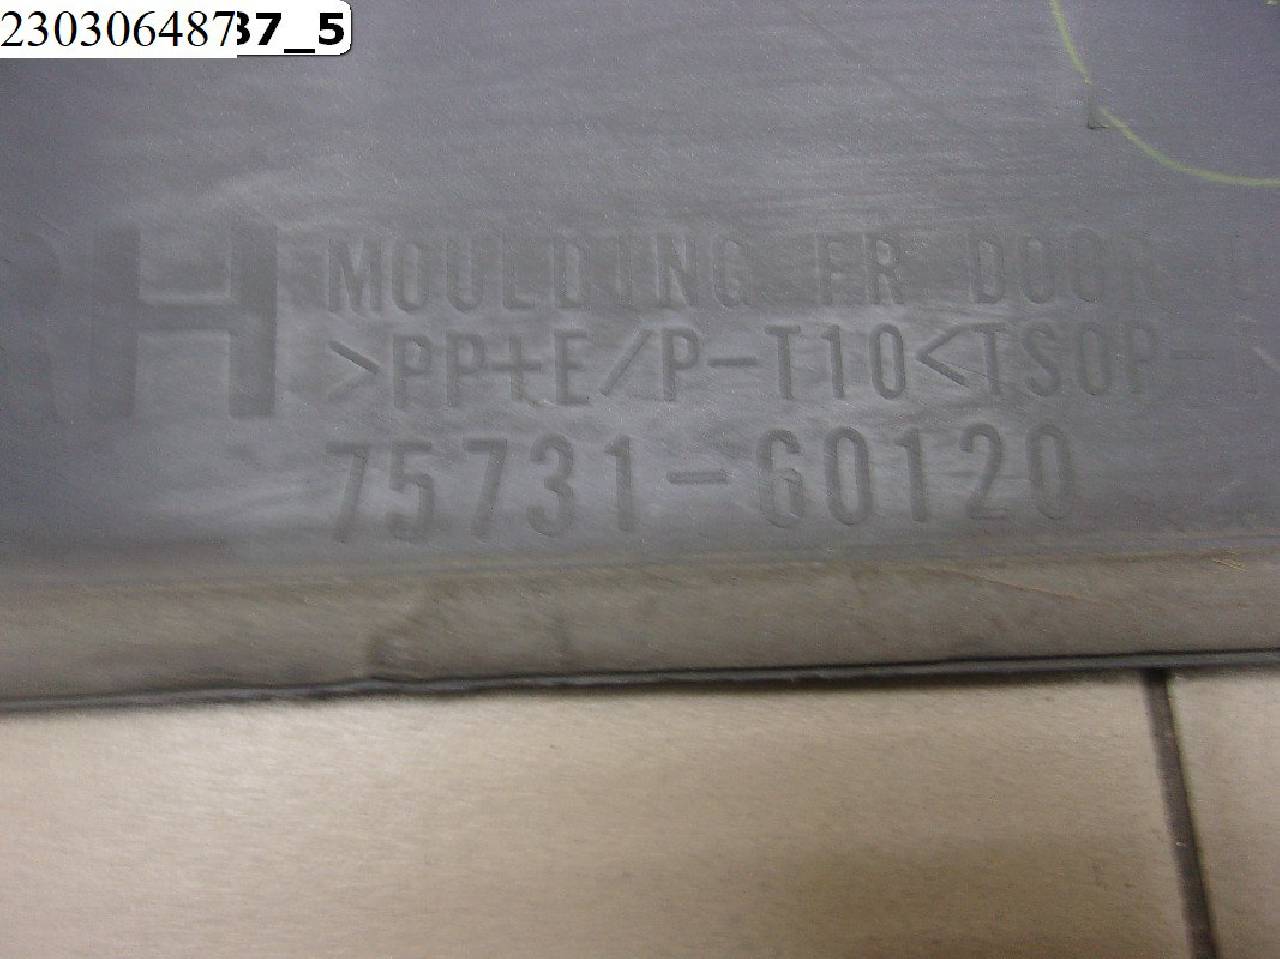 230306487
37_5
RH
MOULDING FR DOOR
>PP+E/P-T10<TSOP-
75731-60120